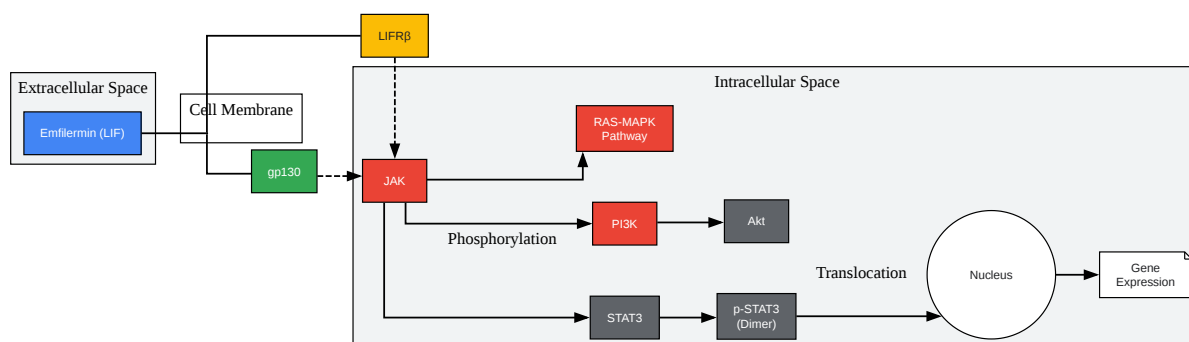 LIFRβ
Extracellular Space
Intracellular Space
Cell Membrane
Emfilermin (LIF)
RAS-MAPK
Pathway
gp130
JAK
Phosphorylation
PI3K
Akt
Translocation
Nucleus
Gene
Expression
STAT3
p-STAT3
(Dimer)